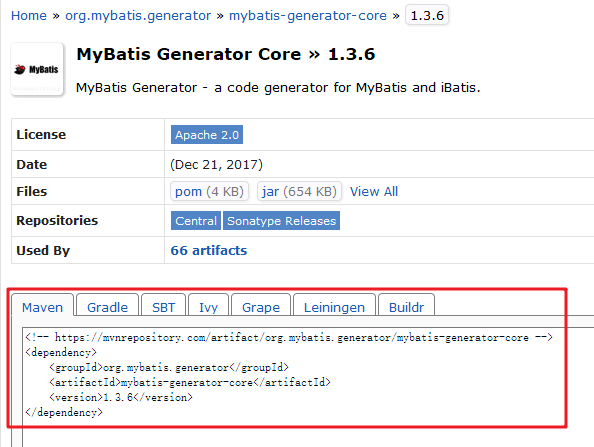 Home » org.mybatis.generator » mybatis-generator-core » 1.3.6
MyBatis
MyBatis Generator Core » 1.3.6
MyBatis Generator - a code generator for MyBatis and iBatis.
License Apache 2.0
Date (Dec 21, 2017)
Files pom (4 KB) jar (654 KB) View All
Repositories Central Sonatype Releases
Used By 66 artifacts
Maven Gradle SBT Ivy Grape Leiningen Buildr
<!-- https://mvnrepository.com/artifact/org.mybatis.generator/mybatis-generator-core -->
<dependency>
    <groupId>org.mybatis.generator</groupId>
    <artifactId>mybatis-generator-core</artifactId>
    <version>1.3.6</version>
</dependency>